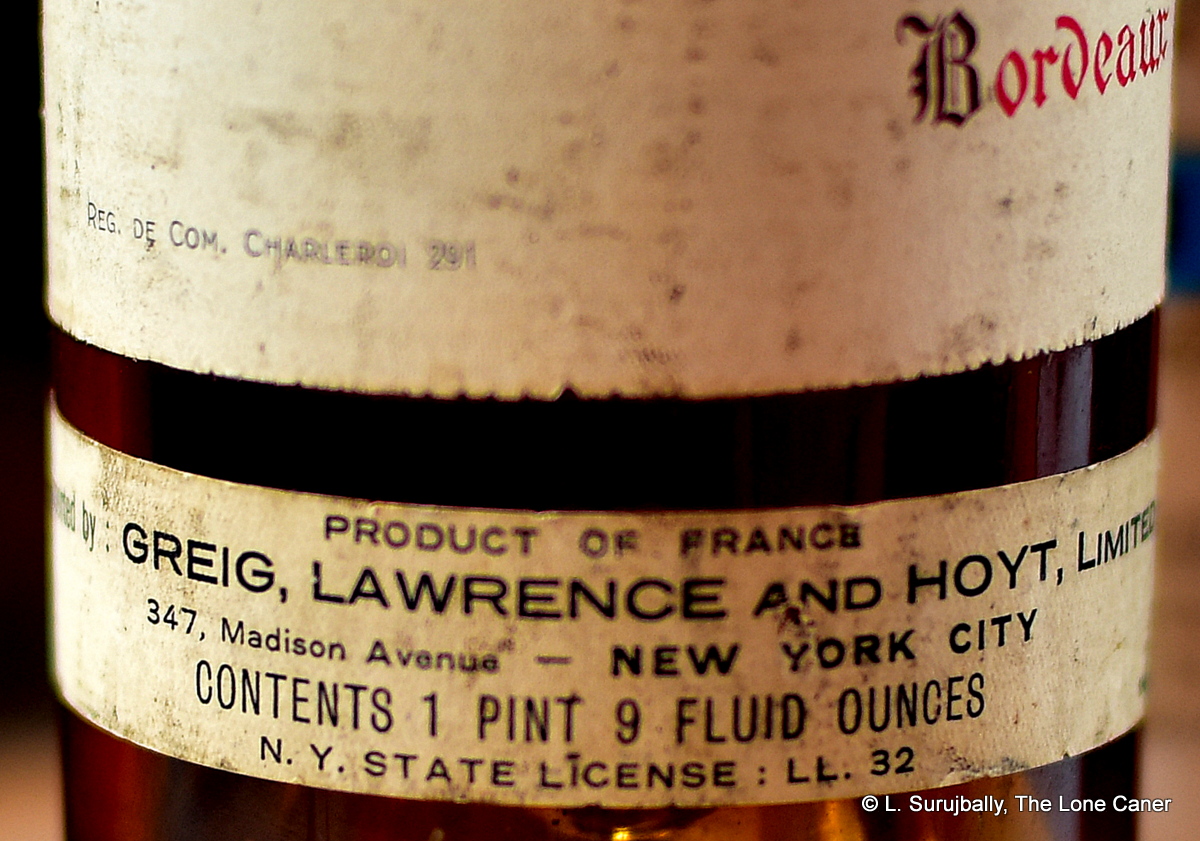 Bordeaux
REG. DE COM. CHARLEROI 291
by : GREIG, LAWRENCE AND HOYT, LIMITED
PRODUCT OF FRANCE
347, Madison Avenue — NEW YORK CITY
CONTENTS 1 PINT 9 FLUID OUNCES
N. Y. STATE LICENSE : LL. 32
© L. Surujbally, The Lone Caner